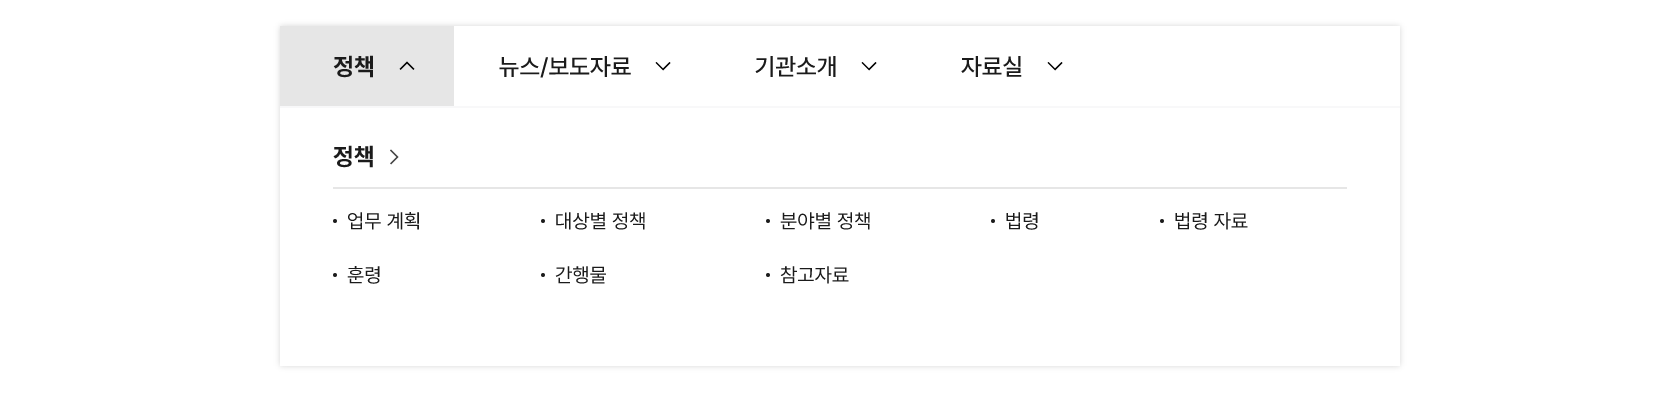 정책 뉴스/보도자료 기관소개 자료실
정책
• 업무 계획 • 대상별 정책 • 분야별 정책 • 법령 • 법령 자료
• 훈령 • 간행물 • 참고자료